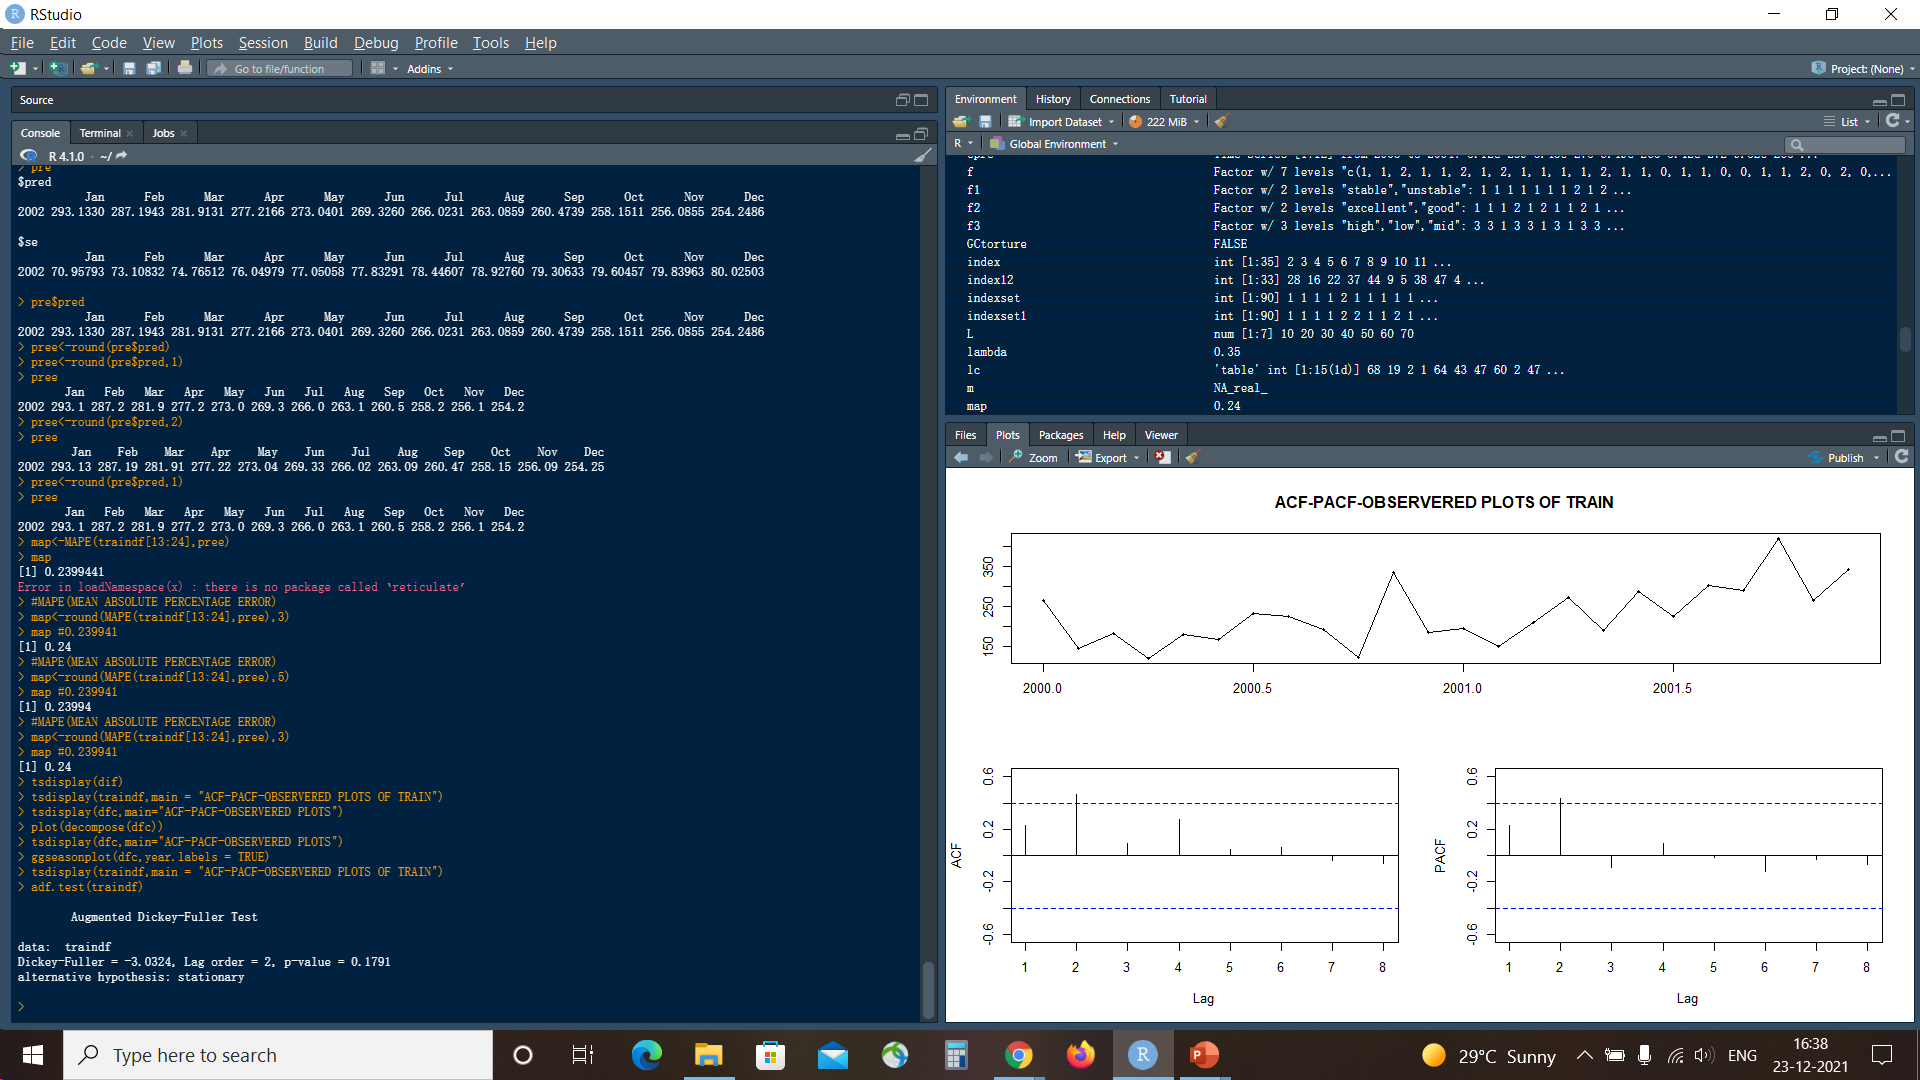 RStudio
File Edit Code View Plots Session Build Debug Profile Tools Help
Go to file/function Addins Project: (None)
Source
Console Terminal Jobs
R 4.1.0 · ~/
> pre
$pred
Jan Feb Mar Apr May Jun Jul Aug Sep Oct Nov Dec
2002 293.1330 287.1943 281.9131 277.2166 273.0401 269.3260 266.0231 263.0859 260.4739 258.1511 256.0855 254.2486
$se
Jan Feb Mar Apr May Jun Jul Aug Sep Oct Nov Dec
2002 70.95793 73.10832 74.76512 76.04979 77.05058 77.83291 78.44607 78.92760 79.30633 79.60457 79.83963 80.02503
> pre$pred
Jan Feb Mar Apr May Jun Jul Aug Sep Oct Nov Dec
2002 293.1330 287.1943 281.9131 277.2166 273.0401 269.3260 266.0231 263.0859 260.4739 258.1511 256.0855 254.2486
> pree<-round(pre$pred)
> pree<-round(pre$pred,1)
> pree
Jan Feb Mar Apr May Jun Jul Aug Sep Oct Nov Dec
2002 293.1 287.2 281.9 277.2 273.0 269.3 266.0 263.1 260.5 258.2 256.1 254.2
> pree<-round(pre$pred,2)
> pree
Jan Feb Mar Apr May Jun Jul Aug Sep Oct Nov Dec
2002 293.13 287.19 281.91 277.22 273.04 269.33 266.02 263.09 260.47 258.15 256.09 254.25
> pree<-round(pre$pred,1)
> pree
Jan Feb Mar Apr May Jun Jul Aug Sep Oct Nov Dec
2002 293.1 287.2 281.9 277.2 273.0 269.3 266.0 263.1 260.5 258.2 256.1 254.2
> map<-MAPE(traindf[13:24],pree)
> map
[1] 0.2399441
Error in loadNamespace(x) : there is no package called ‘reticulate’
> #MAPE(MEAN ABSOLUTE PERCENTAGE ERROR)
> map<-round(MAPE(traindf[13:24],pree),3)
> map #0.239941
[1] 0.24
> #MAPE(MEAN ABSOLUTE PERCENTAGE ERROR)
> map<-round(MAPE(traindf[13:24],pree),5)
> map #0.239941
[1] 0.23994
> #MAPE(MEAN ABSOLUTE PERCENTAGE ERROR)
> map<-round(MAPE(traindf[13:24],pree),3)
> map #0.239941
[1] 0.24
> tsdisplay(dif)
> tsdisplay(traindf,main = "ACF-PACF-OBSERVERED PLOTS OF TRAIN")
> tsdisplay(dfc,main="ACF-PACF-OBSERVERED PLOTS")
> plot(decompose(dfc))
> tsdisplay(dfc,main="ACF-PACF-OBSERVERED PLOTS")
> ggseasonplot(dfc,year.labels = TRUE)
> tsdisplay(traindf,main = "ACF-PACF-OBSERVERED PLOTS OF TRAIN")
> adf.test(traindf)
Augmented Dickey-Fuller Test
data: traindf
Dickey-Fuller = -3.0324, Lag order = 2, p-value = 0.1791
alternative hypothesis: stationary
>
Environment History Connections Tutorial
Import Dataset 222 MiB List
R Global Environment
f Factor w/ 7 levels "c(1, 1, 2, 1, 1, 2, 1, 2, 1, 1, 1, 1, 2, 1, 1, 0, 1, 1, 0, 0, 1, 1, 2, 0, 2, 0,...
f1 Factor w/ 2 levels "stable","unstable": 1 1 1 1 1 1 1 2 1 2 ...
f2 Factor w/ 2 levels "excellent","good": 1 1 1 2 1 2 1 1 2 1 ...
f3 Factor w/ 3 levels "high","low","mid": 3 3 1 3 3 1 3 1 3 3 ...
GCtorture FALSE
index int [1:35] 2 3 4 5 6 7 8 9 10 11 ...
index12 int [1:33] 28 16 22 37 44 9 5 38 47 4 ...
indexset int [1:90] 1 1 1 1 2 1 1 1 1 1 ...
indexset1 int [1:90] 1 1 1 1 2 2 1 1 2 1 ...
L num [1:7] 10 20 30 40 50 60 70
lambda 0.35
lc 'table' int [1:15(1d)] 68 19 2 1 64 43 47 60 2 47 ...
m NA_real_
map 0.24
Files Plots Packages Help Viewer
Zoom Export Publish
ACF-PACF-OBSERVERED PLOTS OF TRAIN
350
250
150
2000.0 2000.5 2001.0 2001.5
ACF
0.6
0.2
-0.2
-0.6
1 2 3 4 5 6 7 8
Lag
PACF
0.6
0.2
-0.2
-0.6
1 2 3 4 5 6 7 8
Lag
Type here to search
29°C Sunny
ENG
16:38
23-12-2021